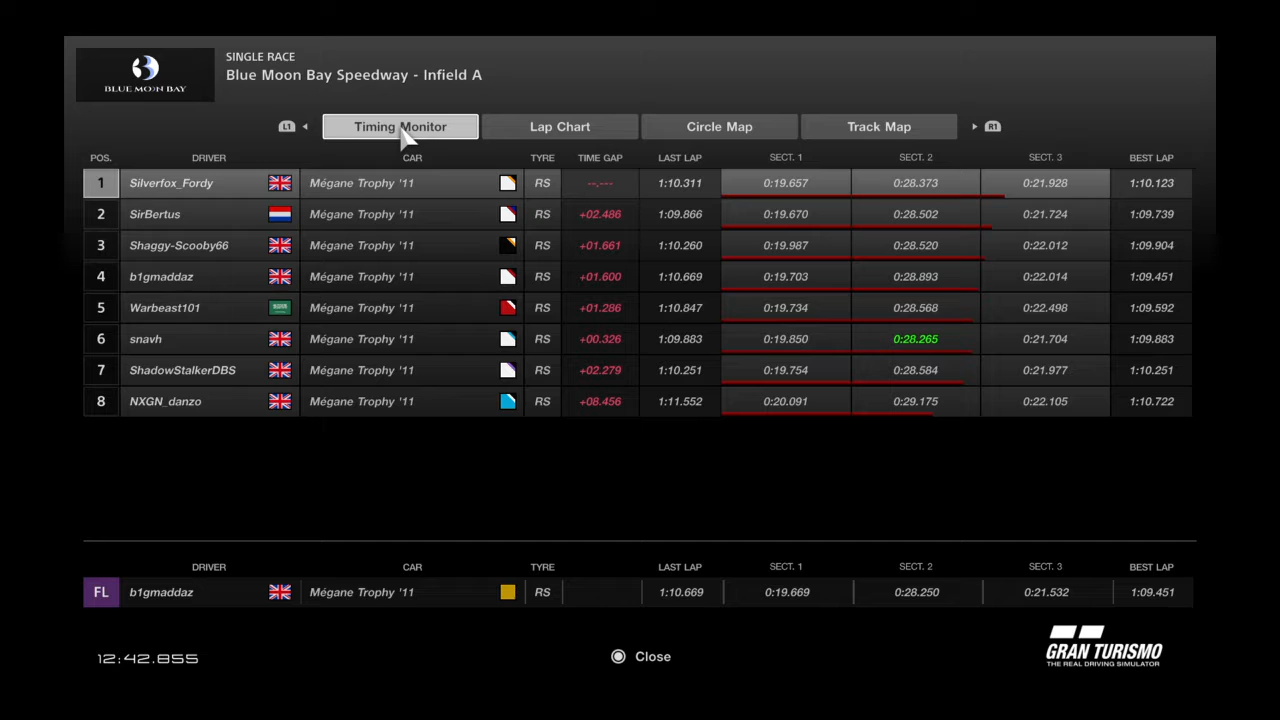 SINGLE RACE
Blue Moon Bay Speedway - Infield A
BLUE MOON BAY
L1 Timing Monitor Lap Chart Circle Map Track Map R1
POS. DRIVER CAR TYRE TIME GAP LAST LAP SECT. 1 SECT. 2 SECT. 3 BEST LAP
1 Silverfox_Fordy Mégane Trophy '11 RS --.--- 1:10.311 0:19.657 0:28.373 0:21.928 1:10.123
2 SirBertus Mégane Trophy '11 RS +02.486 1:09.866 0:19.670 0:28.502 0:21.724 1:09.739
3 Shaggy-Scooby66 Mégane Trophy '11 RS +01.661 1:10.260 0:19.987 0:28.520 0:22.012 1:09.904
4 b1gmaddaz Mégane Trophy '11 RS +01.600 1:10.669 0:19.703 0:28.893 0:22.014 1:09.451
5 Warbeast101 Mégane Trophy '11 RS +01.286 1:10.847 0:19.734 0:28.568 0:22.498 1:09.592
6 snavh Mégane Trophy '11 RS +00.326 1:09.883 0:19.850 0:28.265 0:21.704 1:09.883
7 ShadowStalkerDBS Mégane Trophy '11 RS +02.279 1:10.251 0:19.754 0:28.584 0:21.977 1:10.251
8 NXGN_danzo Mégane Trophy '11 RS +08.456 1:11.552 0:20.091 0:29.175 0:22.105 1:10.722
DRIVER CAR TYRE LAST LAP SECT. 1 SECT. 2 SECT. 3 BEST LAP
FL b1gmaddaz Mégane Trophy '11 RS 1:10.669 0:19.669 0:28.250 0:21.532 1:09.451
12:42.855
Close
GRAN TURISMO
THE REAL DRIVING SIMULATOR